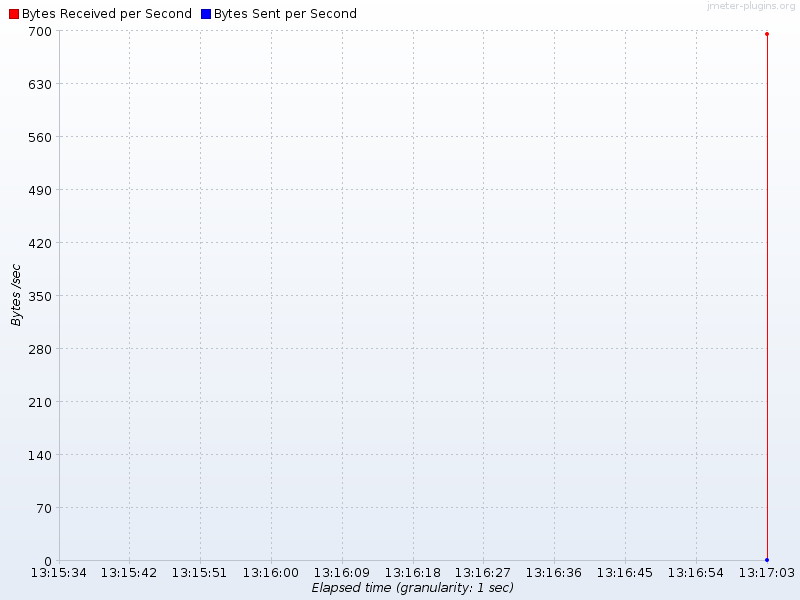 jmeter-plugins.org
Bytes Received per Second Bytes Sent per Second
700
630
560
490
420
350
280
210
140
70
0
Bytes /sec
13:15:34 13:15:42 13:15:51 13:16:00 13:16:09 13:16:18 13:16:27 13:16:36 13:16:45 13:16:54 13:17:03
Elapsed time (granularity: 1 sec)